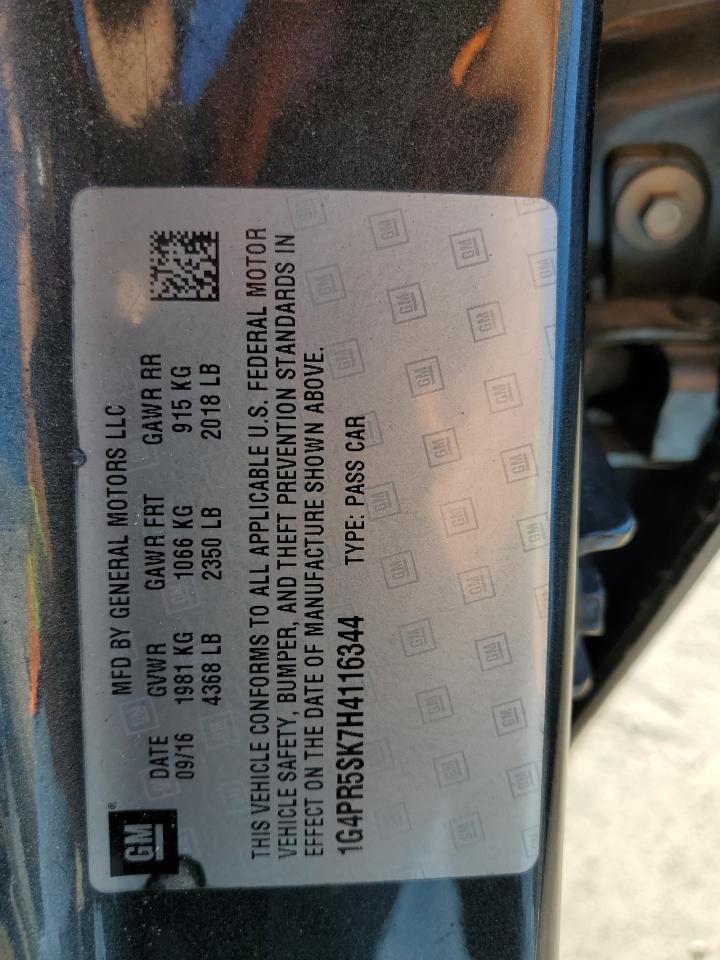 GM®
MFD BY GENERAL MOTORS LLC
DATE GVWR GAWR FRT GAWR RR
09/16 1981 KG 1066 KG 915 KG
4368 LB 2350 LB 2018 LB
THIS VEHICLE CONFORMS TO ALL APPLICABLE U.S. FEDERAL MOTOR
VEHICLE SAFETY, BUMPER, AND THEFT PREVENTION STANDARDS IN
EFFECT ON THE DATE OF MANUFACTURE SHOWN ABOVE.
1G4PR5SK7H4116344 TYPE: PASS CAR